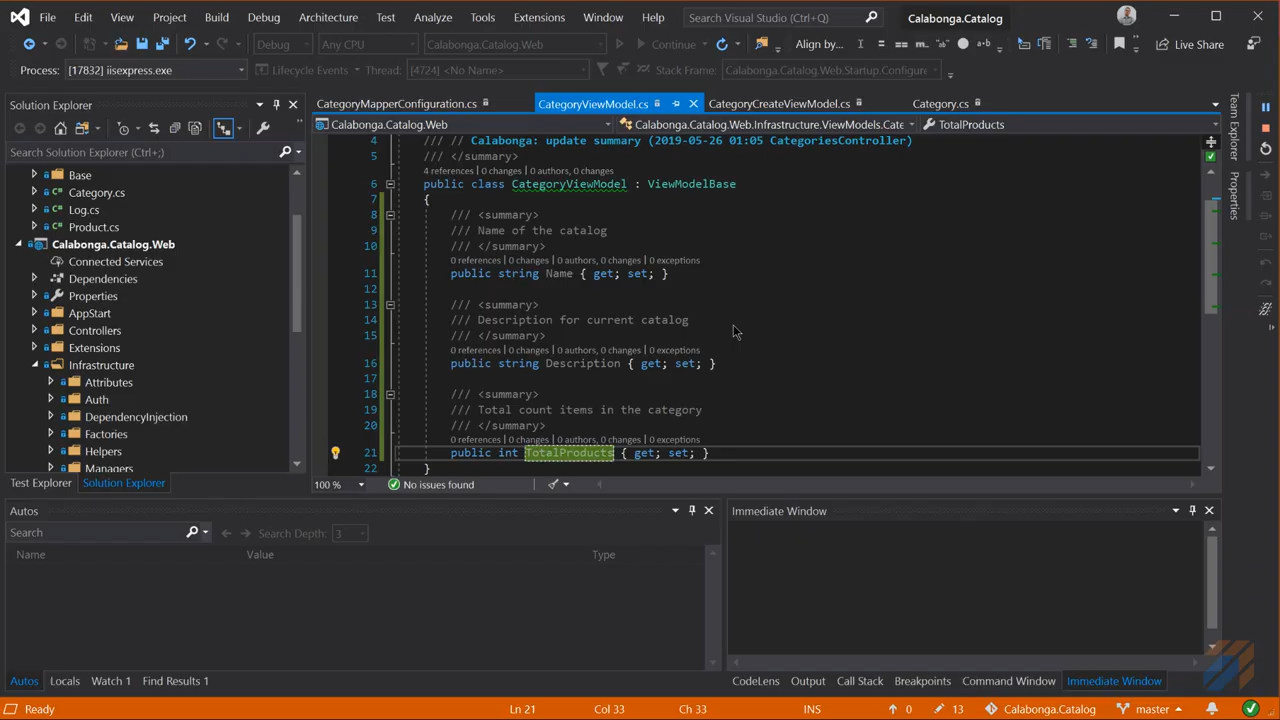 File Edit View Project Build Debug Architecture Test Analyze Tools Extensions Window Help Search Visual Studio (Ctrl+Q) Calabonga.Catalog
Debug Any CPU Calabonga.Catalog.Web Continue Align by... Live Share
Process: [17832] iisexpress.exe Lifecycle Events Thread: [4724] <No Name> Stack Frame: Calabonga.Catalog.Web.Startup.Configure
Solution Explorer
Search Solution Explorer (Ctrl+;)
Base
Category.cs
Log.cs
Product.cs
Calabonga.Catalog.Web
Connected Services
Dependencies
Properties
AppStart
Controllers
Extensions
Infrastructure
Attributes
Auth
DependencyInjection
Factories
Helpers
Managers
Test Explorer Solution Explorer
CategoryMapperConfiguration.cs CategoryViewModel.cs CategoryCreateViewModel.cs Category.cs
Calabonga.Catalog.Web Calabonga.Catalog.Web.Infrastructure.ViewModels.Cate TotalProducts
4 /// // Calabonga: update summary (2019-05-26 01:05 CategoriesController)
5 /// </summary>
4 references | 0 changes | 0 authors, 0 changes
6 public class CategoryViewModel : ViewModelBase
7 {
8 /// <summary>
9 /// Name of the catalog
10 /// </summary>
0 references | 0 changes | 0 authors, 0 changes | 0 exceptions
11 public string Name { get; set; }
12
13 /// <summary>
14 /// Description for current catalog
15 /// </summary>
0 references | 0 changes | 0 authors, 0 changes | 0 exceptions
16 public string Description { get; set; }
17
18 /// <summary>
19 /// Total count items in the category
20 /// </summary>
0 references | 0 changes | 0 authors, 0 changes | 0 exceptions
21 public int TotalProducts { get; set; }
22 }
100 % No issues found
Team Explorer
Properties
Autos
Search Search Depth: 3
Name Value Type
Autos Locals Watch 1 Find Results 1
Immediate Window
CodeLens Output Call Stack Breakpoints Command Window Immediate Window
Ready Ln 21 Col 33 Ch 33 INS 0 13 Calabonga.Catalog master